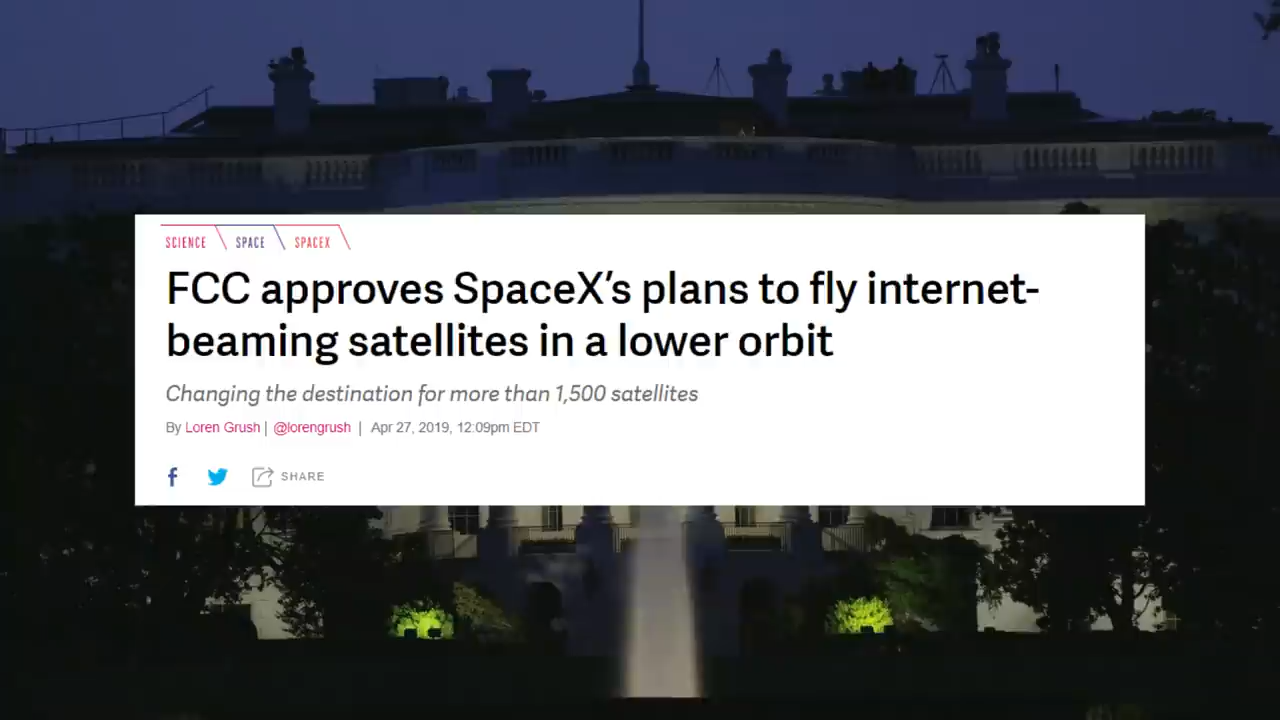 SCIENCE SPACE SPACEX
FCC approves SpaceX’s plans to fly internet-
beaming satellites in a lower orbit
Changing the destination for more than 1,500 satellites
By Loren Grush | @lorengrush | Apr 27, 2019, 12:09pm EDT
SHARE